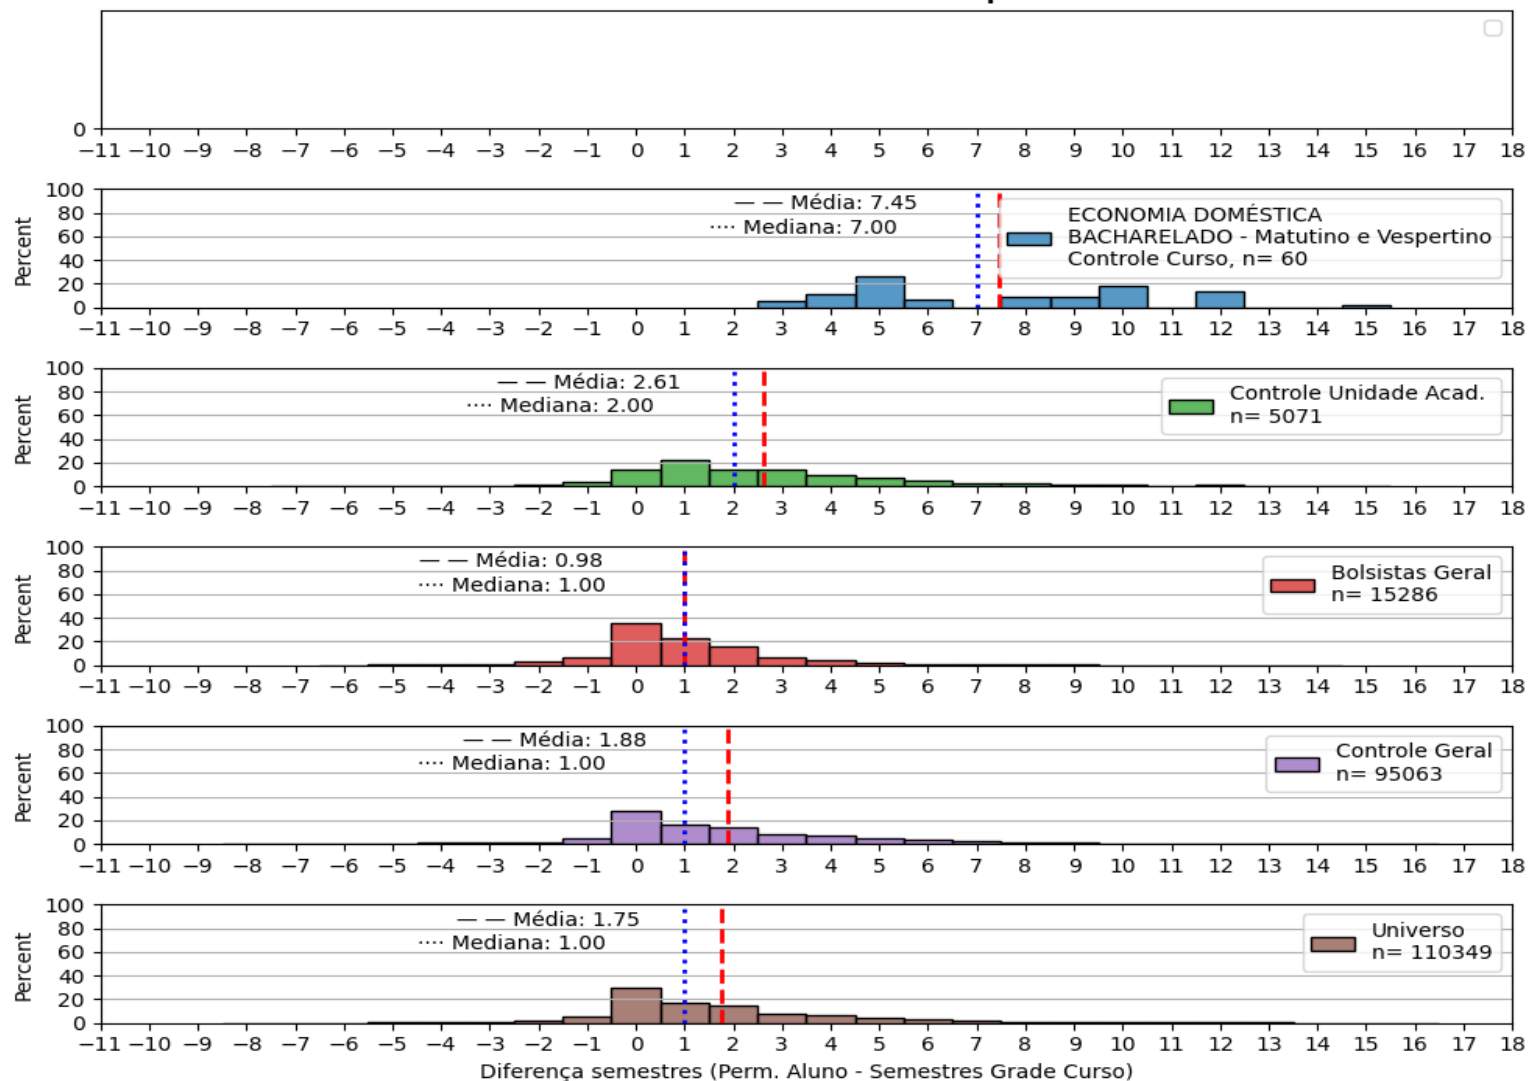 0
−11 −10 −9 −8 −7 −6 −5 −4 −3 −2 −1 0 1 2 3 4 5 6 7 8 9 10 11 12 13 14 15 16 17 18
Percent
100
80
60
40
20
0
— — Média: 7.45
···· Mediana: 7.00
ECONOMIA DOMÉSTICA
BACHARELADO - Matutino e Vespertino
Controle Curso, n= 60
−11 −10 −9 −8 −7 −6 −5 −4 −3 −2 −1 0 1 2 3 4 5 6 7 8 9 10 11 12 13 14 15 16 17 18
Percent
100
80
60
40
20
0
— — Média: 2.61
···· Mediana: 2.00
Controle Unidade Acad.
n= 5071
−11 −10 −9 −8 −7 −6 −5 −4 −3 −2 −1 0 1 2 3 4 5 6 7 8 9 10 11 12 13 14 15 16 17 18
Percent
100
80
60
40
20
0
— — Média: 0.98
···· Mediana: 1.00
Bolsistas Geral
n= 15286
−11 −10 −9 −8 −7 −6 −5 −4 −3 −2 −1 0 1 2 3 4 5 6 7 8 9 10 11 12 13 14 15 16 17 18
Percent
100
80
60
40
20
0
— — Média: 1.88
···· Mediana: 1.00
Controle Geral
n= 95063
−11 −10 −9 −8 −7 −6 −5 −4 −3 −2 −1 0 1 2 3 4 5 6 7 8 9 10 11 12 13 14 15 16 17 18
Percent
100
80
60
40
20
0
— — Média: 1.75
···· Mediana: 1.00
Universo
n= 110349
−11 −10 −9 −8 −7 −6 −5 −4 −3 −2 −1 0 1 2 3 4 5 6 7 8 9 10 11 12 13 14 15 16 17 18
Diferença semestres (Perm. Aluno - Semestres Grade Curso)